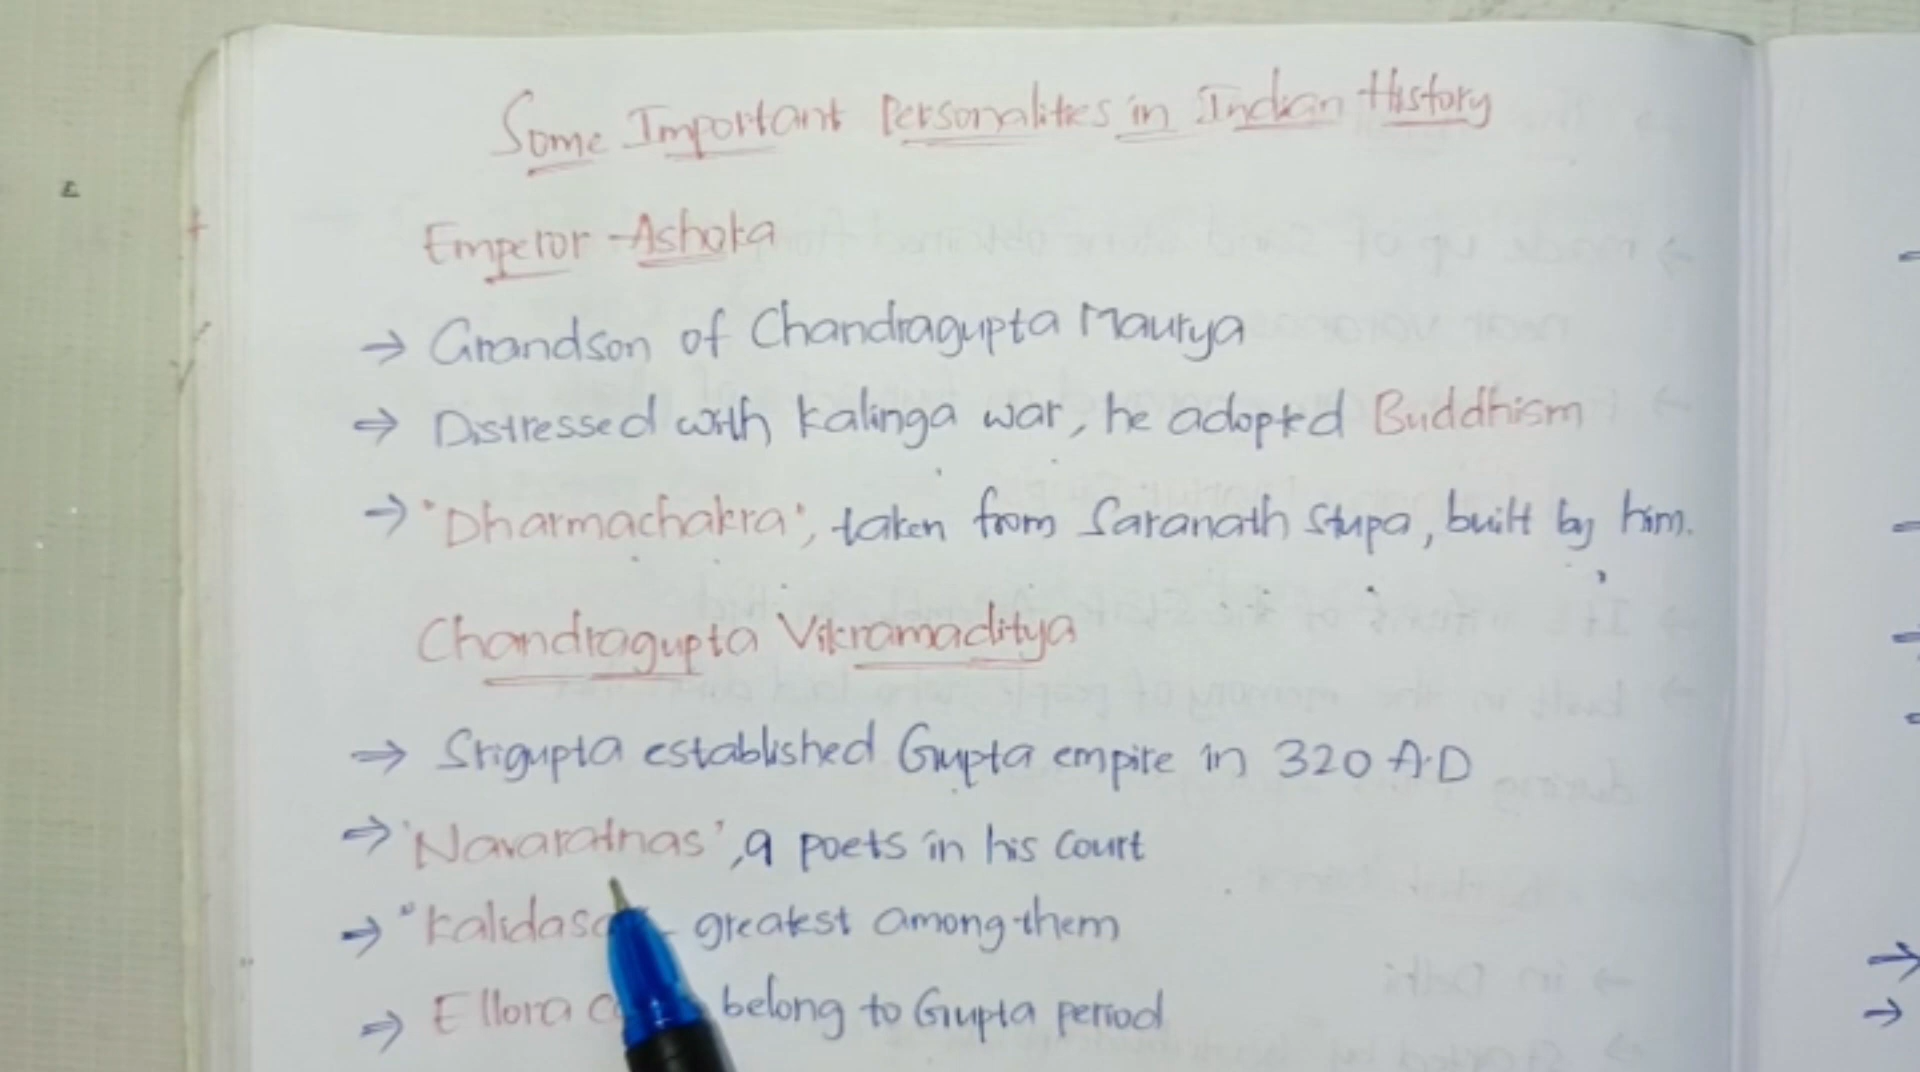 Some Important Personalities in Indian History
Emperor Ashoka
→ Grandson of Chandragupta Maurya
→ Distressed with Kalinga war, he adopted Buddhism
→ 'Dharmachakra', taken from Saranath Stupa, built by him.
Chandragupta Vikramaditya
→ Srigupta established Gupta empire in 320 A.D
→ 'Navaratnas', 9 poets in his court
→ "Kalidasa - greatest among them
→ Ellora belong to Gupta period